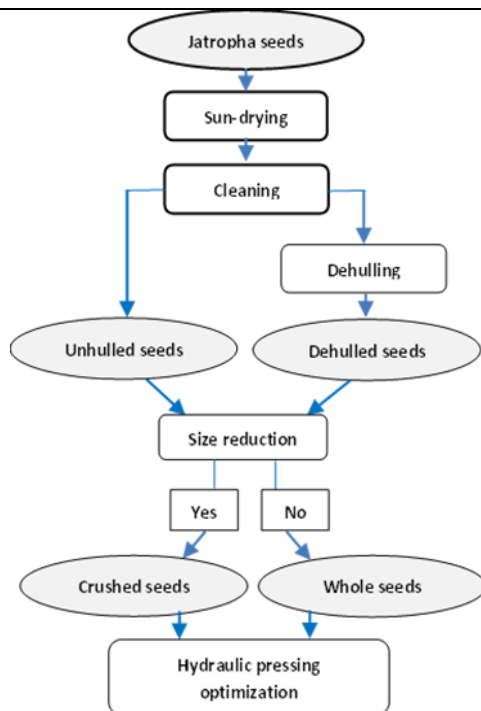 Jatropha seeds
Sun-drying
Cleaning
Dehulling
Unhulled seeds
Dehulled seeds
Size reduction
Yes
No
Crushed seeds
Whole seeds
Hydraulic pressing
optimization